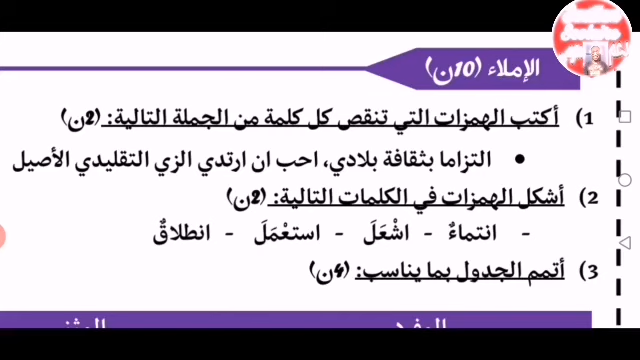 الإملاء (10ن)
1) أكتب الهمزات التي تنقص كل كلمة من الجملة التالية: (2ن)
• التزاما بثقافة بلادي، احب ان ارتدي الزي التقليدي الأصيل
2) أشكل الهمزات في الكلمات التالية: (2ن)
- انتماءٌ - اشْعَلَ - استعْمَلَ - انطلاقٌ
3) أتمم الجدول بما يناسب: (4ن)